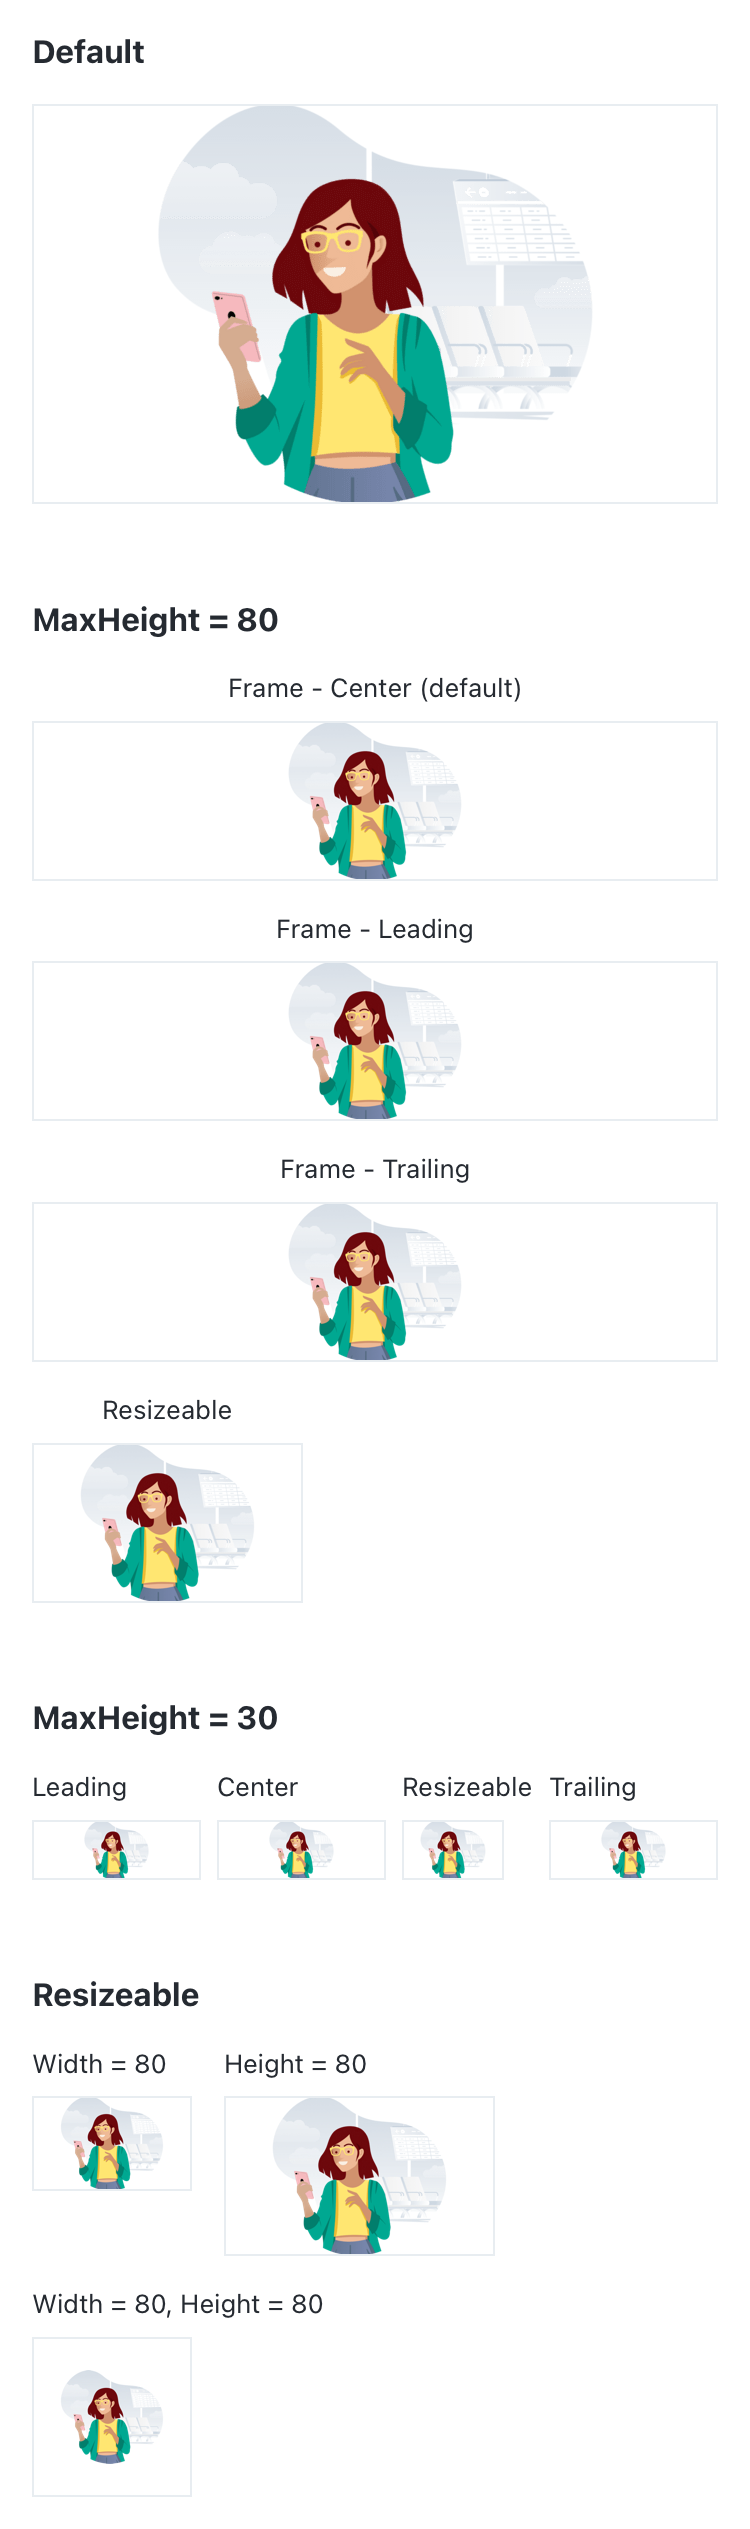 Default
MaxHeight = 80
Frame - Center (default)
Frame - Leading
Frame - Trailing
Resizeable
MaxHeight = 30
Leading Center Resizeable Trailing
Resizeable
Width = 80 Height = 80
Width = 80, Height = 80